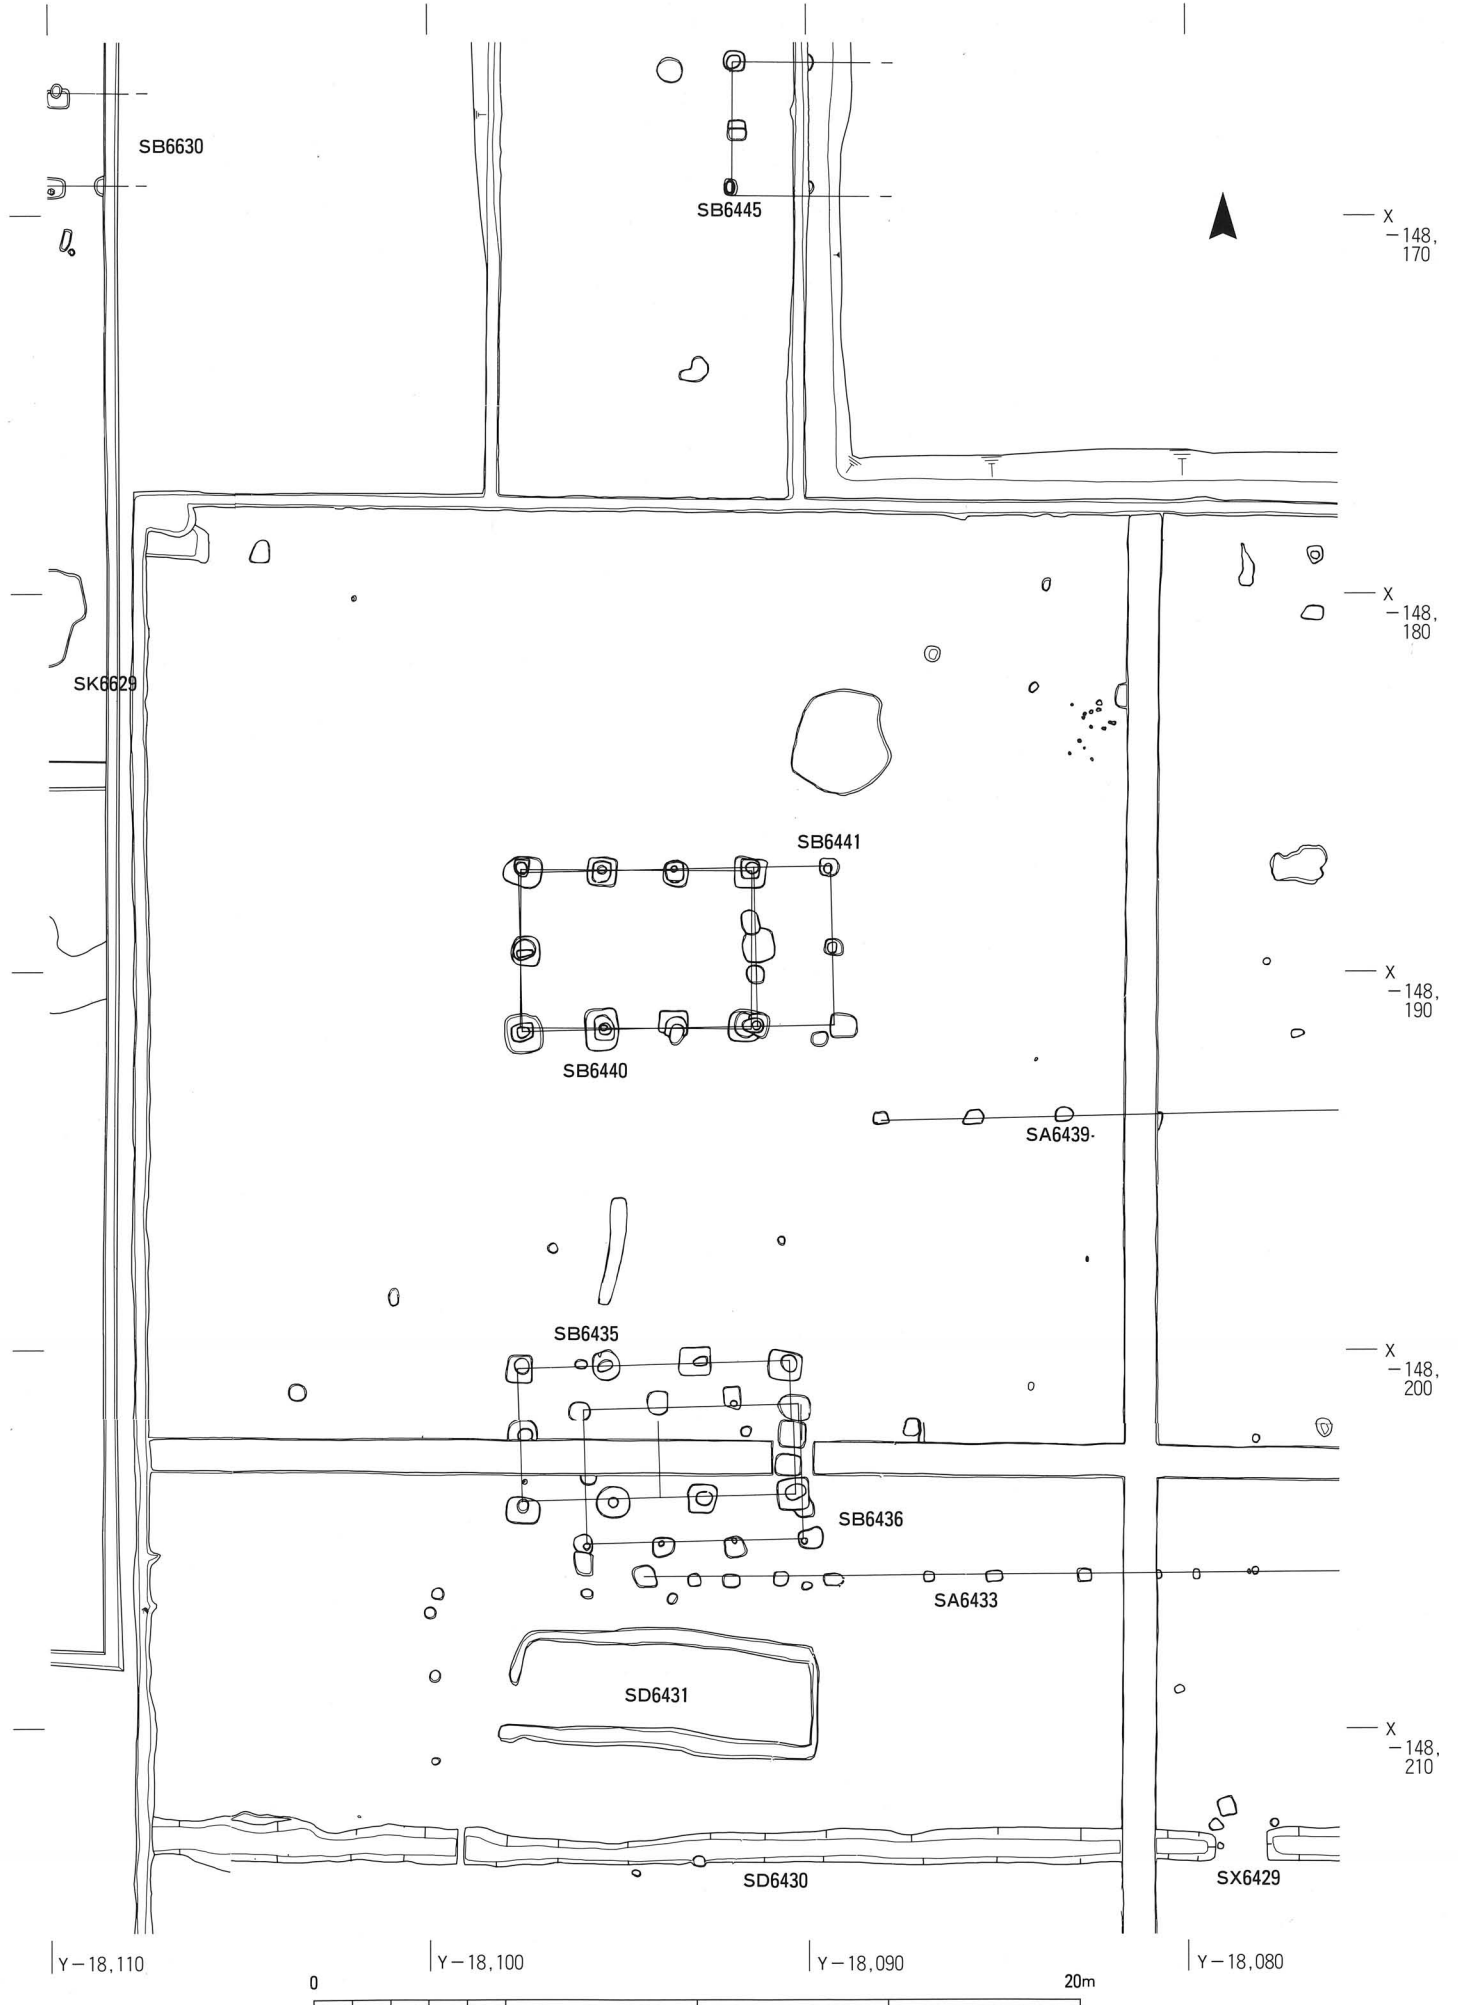 SB6630
SB6445
X
-148,
170
X
-148,
180
SK6629
SB6441
X
-148,
190
SB6440
SA6439
SB6435
X
-148,
200
SB6436
SA6433
SD6431
X
-148,
210
SD6430
SX6429
Y-18,110
Y-18,100
Y-18,090
Y-18,080
0
20m